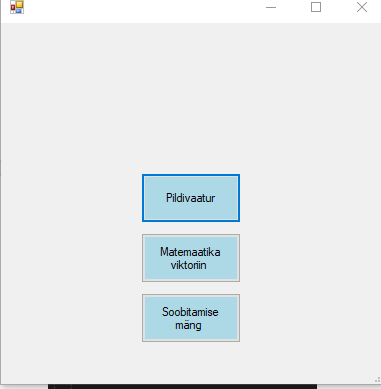 Pildivaatur
Matemaatika
viktoriin
Soobitamise
mäng